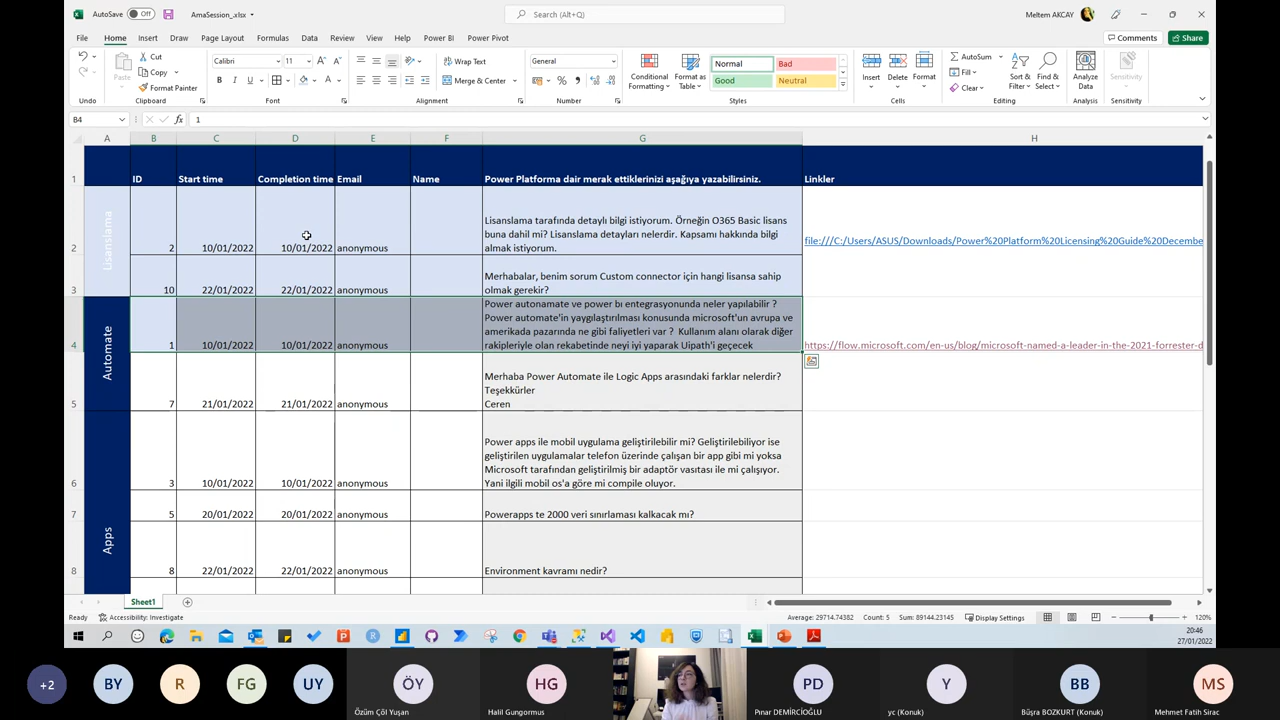 AutoSave Off AmaSession_.xlsx Search (Alt+Q) Meltem AKCAY
File Home Insert Draw Page Layout Formulas Data Review View Help Power BI Power Pivot Comments Share
Cut
Copy
Format Painter
Paste
Undo Clipboard
Calibri 11
B I U
Font
Wrap Text
Merge & Center
Alignment
General
Number
Conditional Formatting
Format as Table
Normal Bad
Good Neutral
Styles
Insert Delete Format
Cells
AutoSum
Fill
Clear
Sort & Filter
Find & Select
Editing
Analyze Data
Analysis
Sensitivity
Sensitivity
B4 fx 1
A B C D E F G H
1 ID Start time Completion time Email Name Power Platforma dair merak ettiklerinizi aşağıya yazabilirsiniz. Linkler
Lisanslama
Lisanslama tarafında detaylı bilgi istiyorum. Örneğin O365 Basic lisans
buna dahil mi? Lisanslama detayları nelerdir. Kapsamı hakkında bilgi
almak istiyorum.
2 2 10/01/2022 10/01/2022 anonymous
file:///C:/Users/ASUS/Downloads/Power%20Platform%20Licensing%20Guide%20Decembe
Merhabalar, benim sorum Custom connector için hangi lisansa sahip
olmak gerekir?
3 10 22/01/2022 22/01/2022 anonymous
Automate
Power autonamate ve power bı entegrasyonunda neler yapılabilir ?
Power automate'in yaygılaştırılması konusunda microsoft'un avrupa ve
amerikada pazarında ne gibi faliyetleri var ? Kullanım alanı olarak diğer
rakipleriyle olan rekabetinde neyi iyi yaparak Uipath'i geçecek
4 1 10/01/2022 10/01/2022 anonymous
https://flow.microsoft.com/en-us/blog/microsoft-named-a-leader-in-the-2021-forrester-d
Merhaba Power Automate ile Logic Apps arasındaki farklar nelerdir?
Teşekkürler
Ceren
5 7 21/01/2022 21/01/2022 anonymous
Apps
Power apps ile mobil uygulama geliştirilebilir mi? Geliştirilebiliyor ise
geliştirilen uygulamalar telefon üzerinde çalışan bir app gibi mi yoksa
Microsoft tarafından geliştirilmiş bir adaptör vasıtası ile mi çalışıyor.
Yani ilgili mobil os'a göre mi compile oluyor.
6 3 10/01/2022 10/01/2022 anonymous
7 5 20/01/2022 20/01/2022 anonymous Powerapps te 2000 veri sınırlaması kalkacak mı?
8 8 22/01/2022 22/01/2022 anonymous Environment kavramı nedir?
Sheet1
Ready Accessibility: Investigate Average: 29714.74382 Count: 5 Sum: 89144.23145 Display Settings 120%
20:46
27/01/2022
+2 BY R FG UY ÖY HG PD Y BB MS
Özüm Çöl Yuşan Halil Gungormus Pınar DEMİRCİOĞLU yc (Konuk) Büşra BOZKURT (Konuk) Mehmet Fatih Sirac